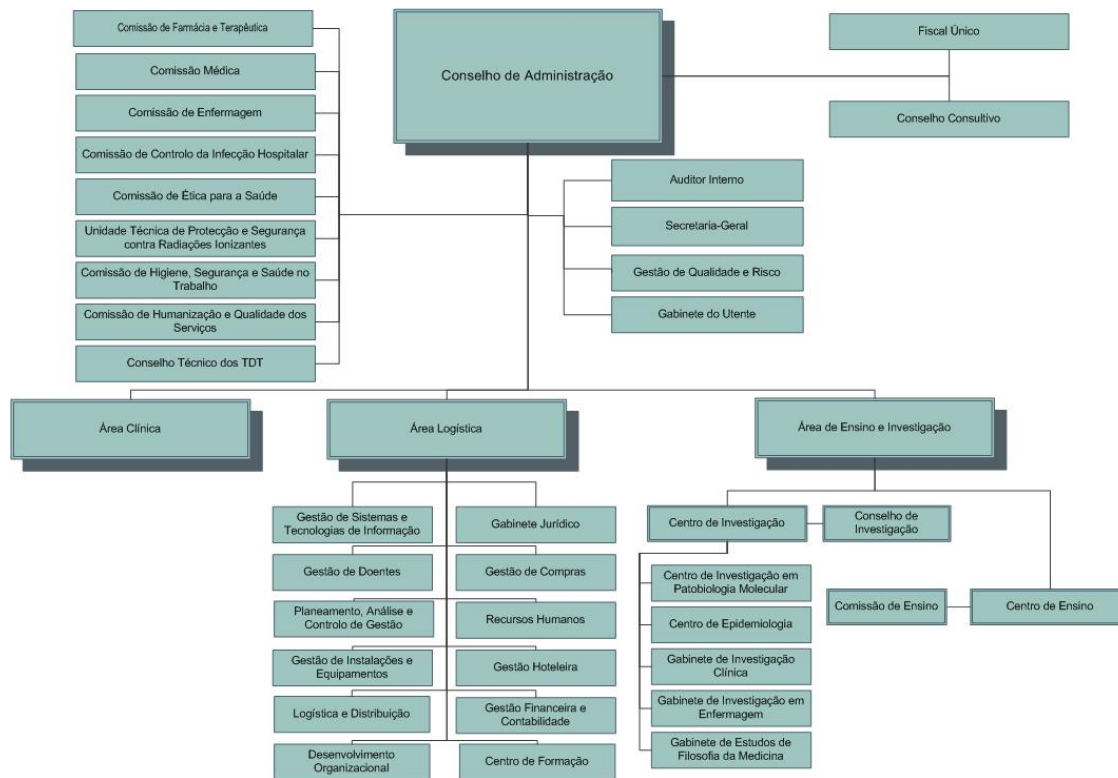 Comissão de Farmácia e Terapêutica
Comissão Médica
Comissão de Enfermagem
Comissão de Controlo da Infecção Hospitalar
Comissão de Ética para a Saúde
Unidade Técnica de Protecção e Segurança
contra Radiações Ionizantes
Comissão de Higiene, Segurança e Saúde no
Trabalho
Comissão de Humanização e Qualidade dos
Serviços
Conselho Técnico dos TDT
Conselho de Administração
Fiscal Único
Conselho Consultivo
Auditor Interno
Secretaria-Geral
Gestão de Qualidade e Risco
Gabinete do Utente
Área Clínica
Área Logística
Área de Ensino e Investigação
Gestão de Sistemas e
Tecnologias de Informação
Gabinete Jurídico
Gestão de Doentes
Gestão de Compras
Planeamento, Análise e
Controlo de Gestão
Recursos Humanos
Gestão de Instalações e
Equipamentos
Gestão Hoteleira
Logística e Distribuição
Gestão Financeira e
Contabilidade
Desenvolvimento
Organizacional
Centro de Formação
Centro de Investigação
Conselho de
Investigação
Centro de Investigação em
Patobiologia Molecular
Centro de Epidemiologia
Gabinete de Investigação
Clínica
Gabinete de Investigação em
Enfermagem
Gabinete de Estudos de
Filosofia da Medicina
Comissão de Ensino
Centro de Ensino